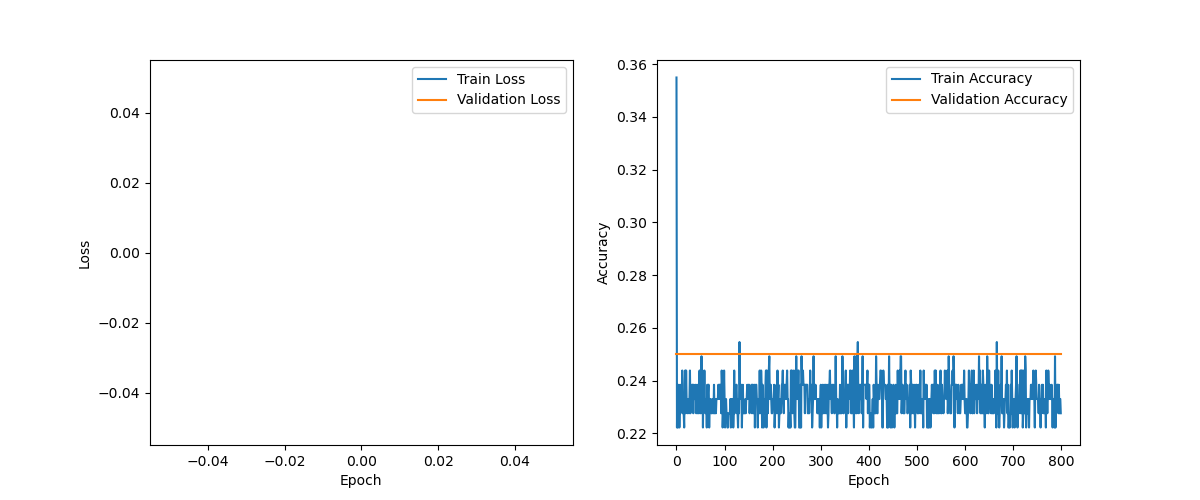 Train Loss
Validation Loss
0.04
0.02
0.00
−0.02
−0.04
Loss
−0.04 −0.02 0.00 0.02 0.04
Epoch
Train Accuracy
Validation Accuracy
0.36
0.34
0.32
0.30
0.28
0.26
0.24
0.22
Accuracy
0 100 200 300 400 500 600 700 800
Epoch